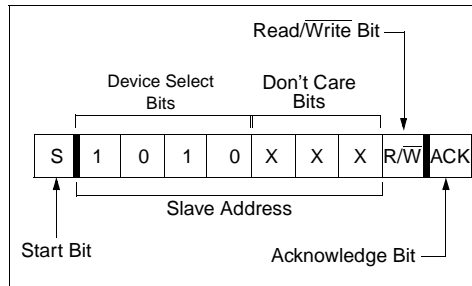 Read/Write Bit
Device Select Bits
Don't Care Bits
S 1 0 1 0 X X X R/W ACK
Slave Address
Start Bit
Acknowledge Bit